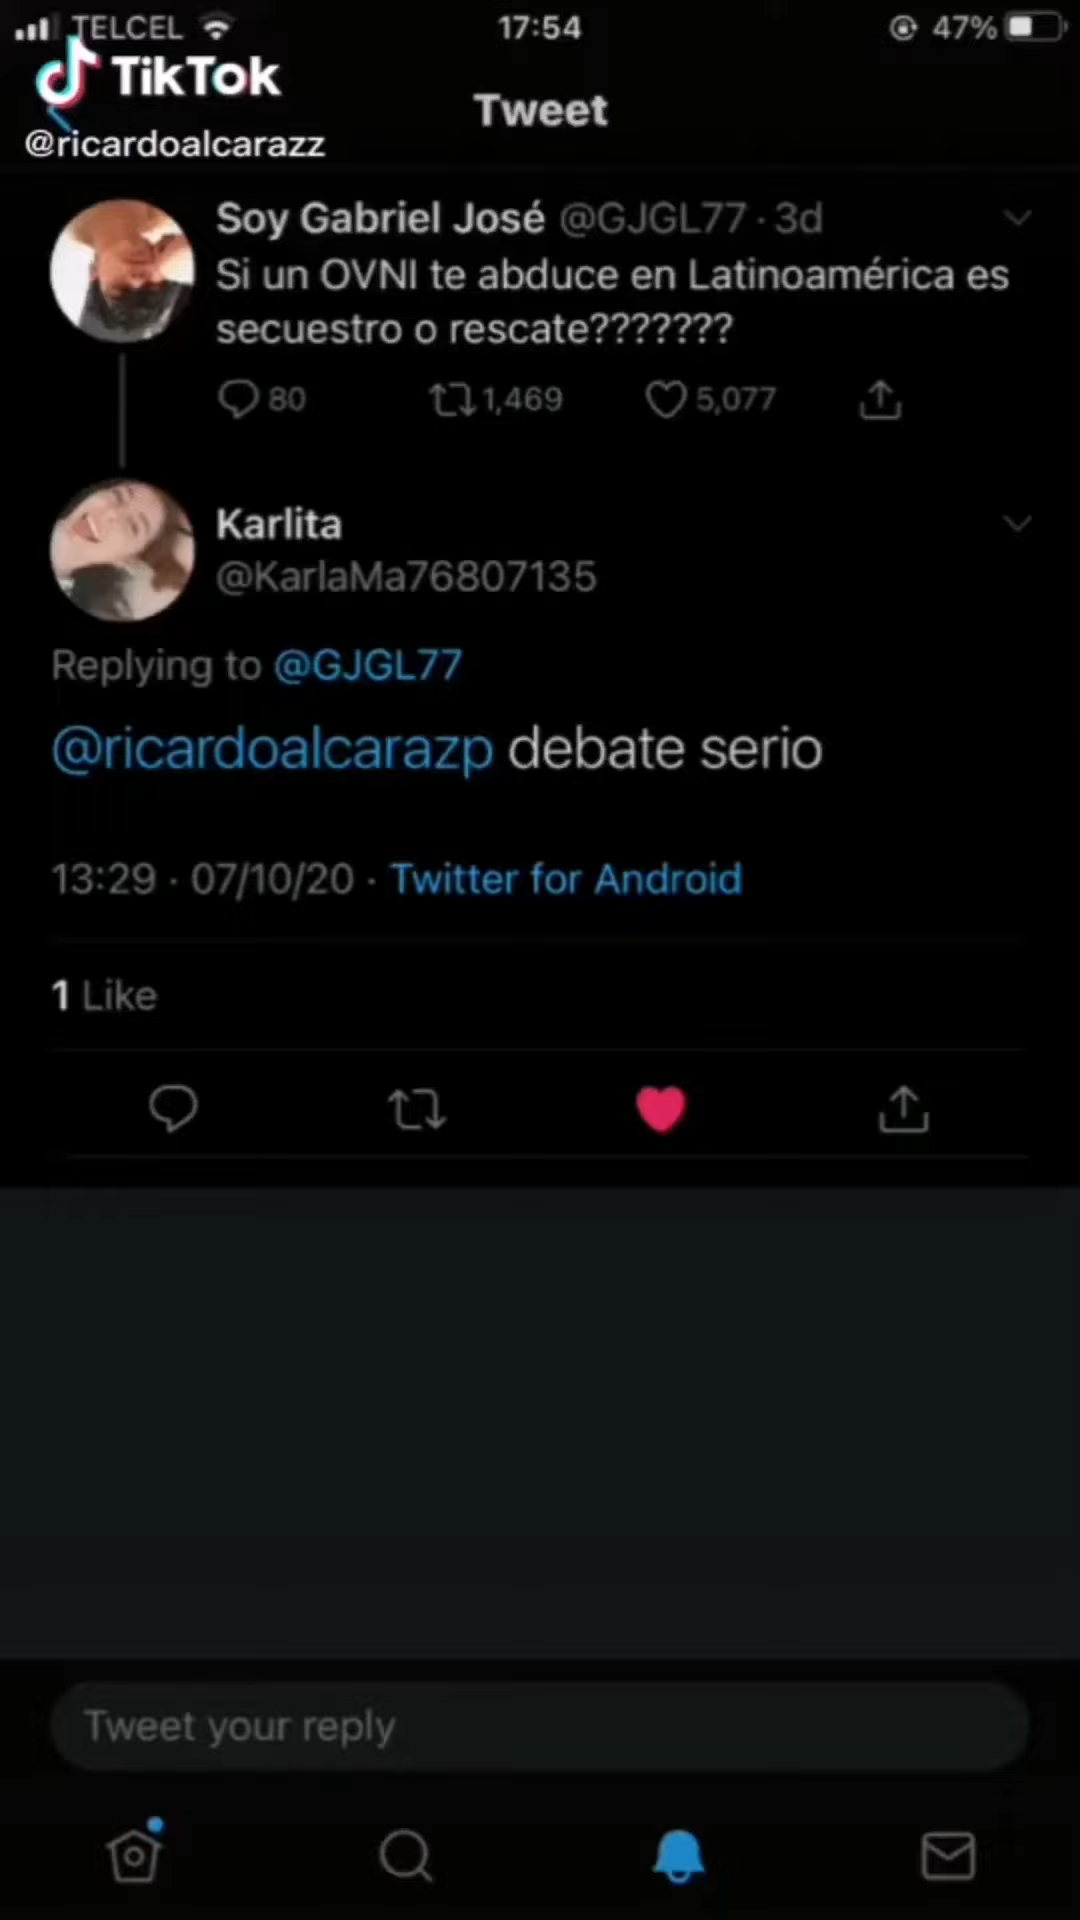 TELCEL
17:54
47%
TikTok
@ricardoalcarazz
Tweet
Soy Gabriel José @GJGL77 · 3d
Si un OVNI te abduce en Latinoamérica es
secuestro o rescate???????
80 1,469 5,077
Karlita
@KarlaMa76807135
Replying to @GJGL77
@ricardoalcarazp debate serio
13:29 · 07/10/20 · Twitter for Android
1 Like
Tweet your reply